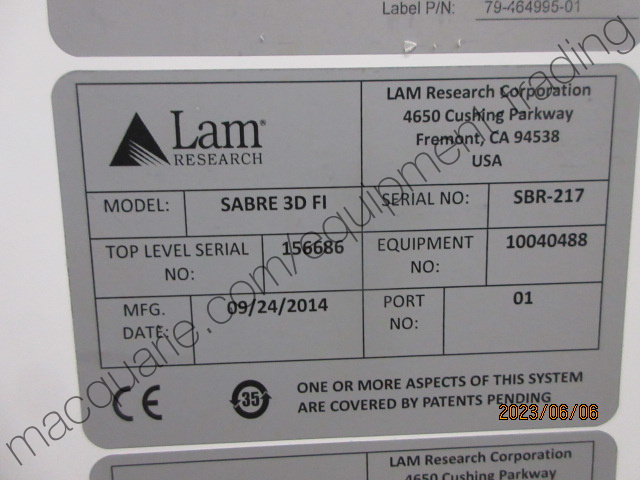 Label P/N: 79-464995-01
Lam
RESEARCH
LAM Research Corporation
4650 Cushing Parkway
Fremont, CA 94538
USA
MODEL: SABRE 3D FI SERIAL NO: SBR-217
TOP LEVEL SERIAL NO: 156686 EQUIPMENT NO: 10040488
MFG. DATE: 09/24/2014 PORT NO: 01
CE 35 ONE OR MORE ASPECTS OF THIS SYSTEM
ARE COVERED BY PATENTS PENDING
2023/06/06
LAM Research Corporation
4650 Cushing Parkway
macquarie.com/equipment-trading